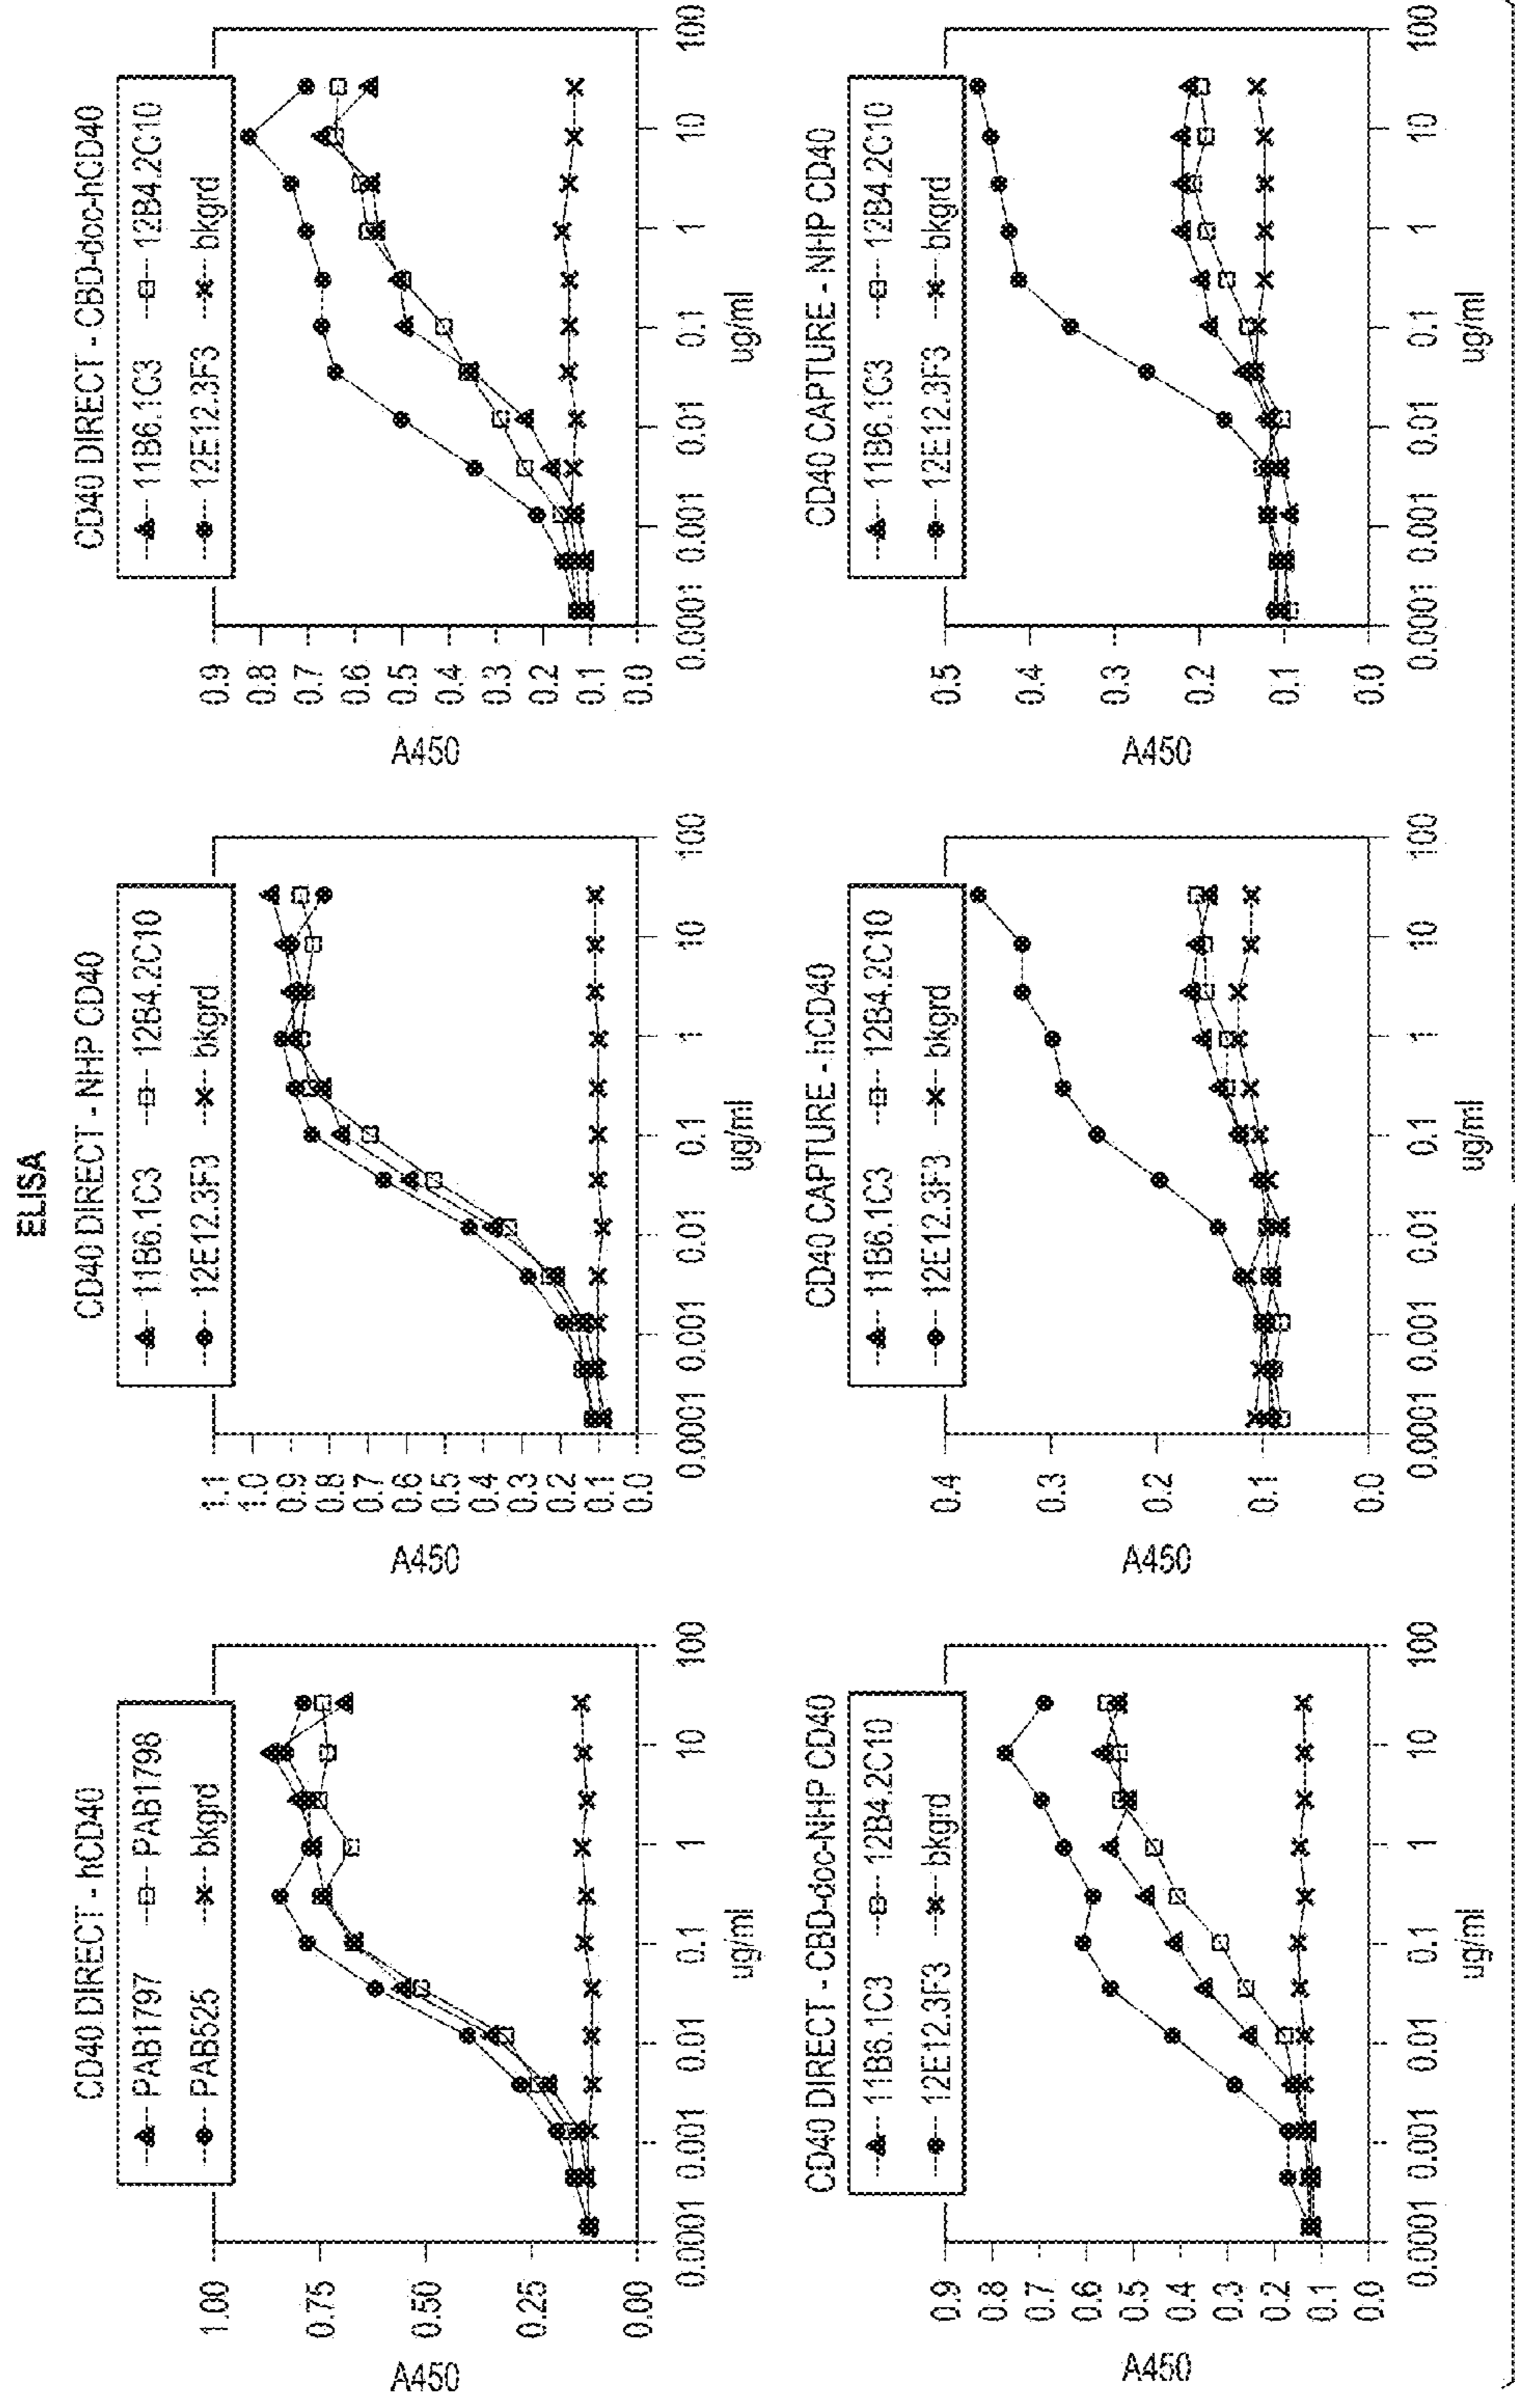 ELISA
CD40 DIRECT - hCD40
PAB1797
PAB1798
PAB525
bkgrd
A450
1.00
0.75
0.50
0.25
0.00
0.0001 0.001 0.01 0.1 1 10 100
ug/ml
CD40 DIRECT - NHP CD40
11B6.1C3
12B4.2C10
12E12.3F3
bkgrd
A450
1.1
1.0
0.9
0.8
0.7
0.6
0.5
0.4
0.3
0.2
0.1
0.0
0.0001 0.001 0.01 0.1 1 10 100
ug/ml
CD40 DIRECT - CBD-doc-hCD40
11B6.1C3
12B4.2C10
12E12.3F3
bkgrd
A450
0.9
0.8
0.7
0.6
0.5
0.4
0.3
0.2
0.1
0.0
0.0001 0.001 0.01 0.1 1 10 100
ug/ml
CD40 DIRECT - CBD-doc-NHP CD40
11B6.1C3
12B4.2C10
12E12.3F3
bkgrd
A450
0.9
0.8
0.7
0.6
0.5
0.4
0.3
0.2
0.1
0.0
0.0001 0.001 0.01 0.1 1 10 100
ug/ml
CD40 CAPTURE - hCD40
11B6.1C3
12B4.2C10
12E12.3F3
bkgrd
A450
0.4
0.3
0.2
0.1
0.0
0.0001 0.001 0.01 0.1 1 10 100
ug/ml
CD40 CAPTURE - NHP CD40
11B6.1C3
12B4.2C10
12E12.3F3
bkgrd
A450
0.5
0.4
0.3
0.2
0.1
0.0
0.0001 0.001 0.01 0.1 1 10 100
ug/ml